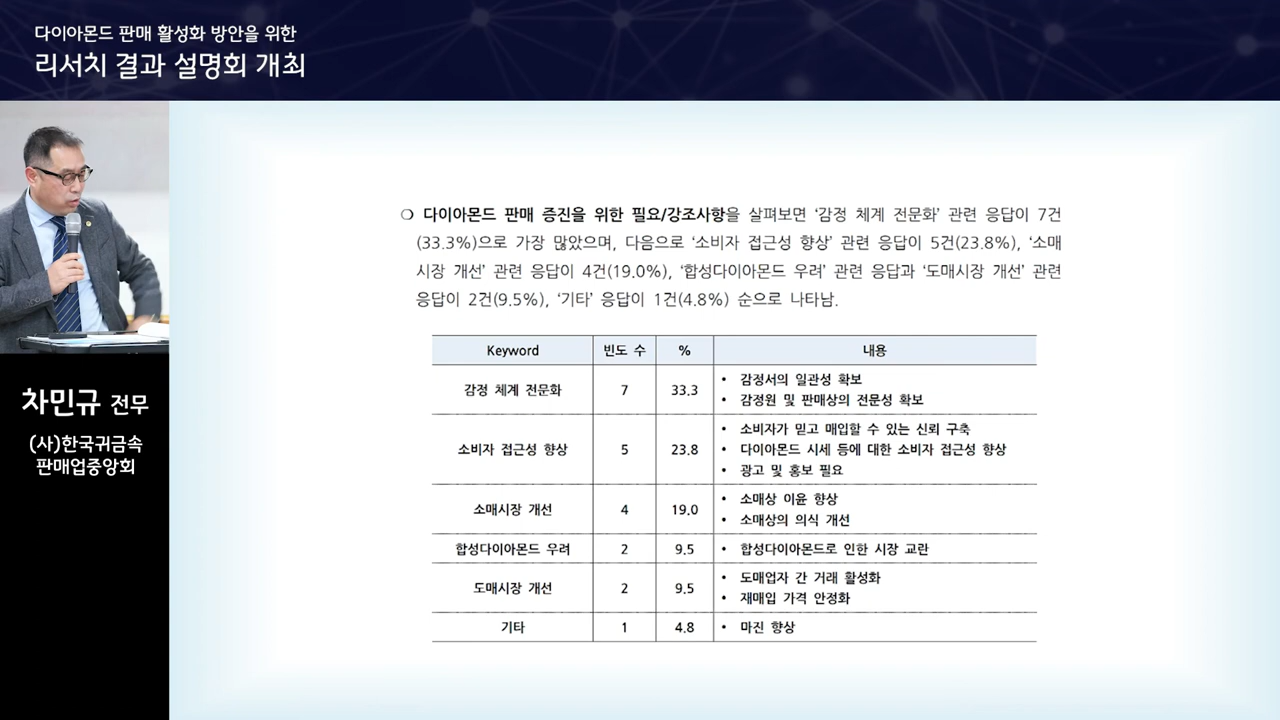 다이아몬드 판매 활성화 방안을 위한
리서치 결과 설명회 개최
차민규 전무
(사)한국귀금속
판매업중앙회
❍ 다이아몬드 판매 증진을 위한 필요/강조사항을 살펴보면 ‘감정 체계 전문화’ 관련 응답이 7건
(33.3%)으로 가장 많았으며, 다음으로 ‘소비자 접근성 향상’ 관련 응답이 5건(23.8%), ‘소매
시장 개선’ 관련 응답이 4건(19.0%), ‘합성다이아몬드 우려’ 관련 응답과 ‘도매시장 개선’ 관련
응답이 2건(9.5%), ‘기타’ 응답이 1건(4.8%) 순으로 나타남.
Keyword 빈도 수 % 내용
감정 체계 전문화 7 33.3
• 감정서의 일관성 확보
• 감정원 및 판매상의 전문성 확보
소비자 접근성 향상 5 23.8
• 소비자가 믿고 매입할 수 있는 신뢰 구축
• 다이아몬드 시세 등에 대한 소비자 접근성 향상
• 광고 및 홍보 필요
소매시장 개선 4 19.0
• 소매상 이윤 향상
• 소매상의 의식 개선
합성다이아몬드 우려 2 9.5 • 합성다이아몬드로 인한 시장 교란
도매시장 개선 2 9.5
• 도매업자 간 거래 활성화
• 재매입 가격 안정화
기타 1 4.8 • 마진 향상